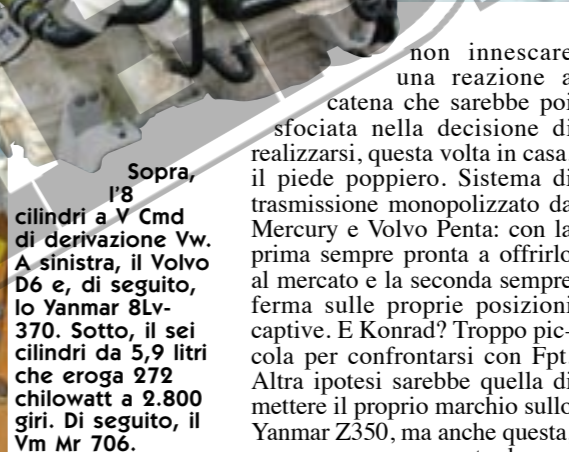 Sopra,
l'8
cilindri a V Cmd
di derivazione Vw.
A sinistra, il Volvo
D6 e, di seguito,
lo Yanmar 8Lv-
370. Sotto, il sei
cilindri da 5,9 litri
che eroga 272
chilowatt a 2.800
giri. Di seguito, il
Vm Mr 706.
non innescare
una reazione a
catena che sarebbe poi
sfociata nella decisione di
realizzarsi, questa volta in casa,
il piede poppiero. Sistema di
trasmissione monopolizzato da
Mercury e Volvo Penta: con la
prima sempre pronta a offrirlo
al mercato e la seconda sempre
ferma sulle proprie posizioni
captive. E Konrad? Troppo pic-
cola per confrontarsi con Fpt.
Altra ipotesi sarebbe quella di
mettere il proprio marchio sullo
Yanmar Z350, ma anche questa,